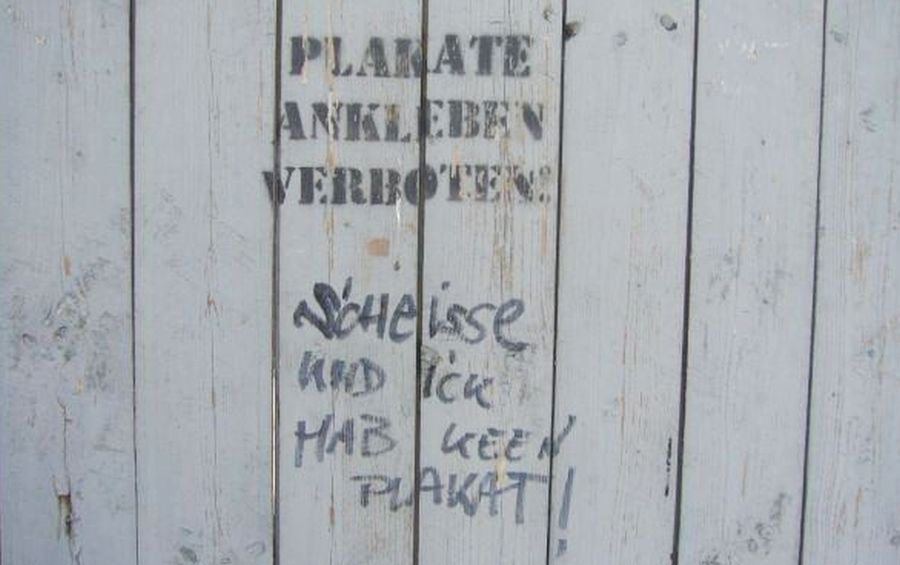 PLAKATE
ANKLEBEN
VERBOTEN!
SCHeisse
UND ick
HAB KEEN
PLAKAT!